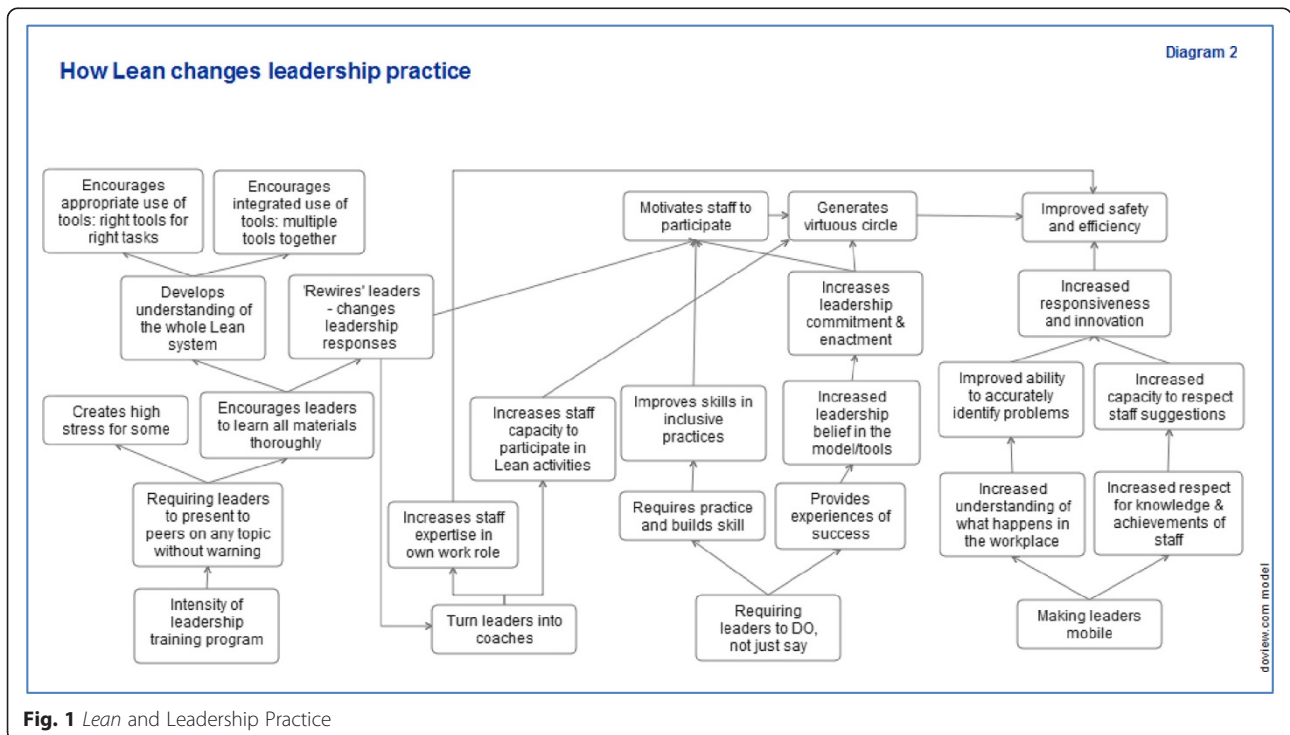 Diagram 2
How Lean changes leadership practice
Encourages
appropriate use of
tools: right tools for
right tasks
Encourages
integrated use of
tools: multiple
tools together
Motivates staff to
participate
Generates
virtuous circle
Improved safety
and efficiency
Develops
understanding of
the whole Lean
system
'Rewires' leaders
- changes
leadership
responses
Increases
leadership
commitment &
enactment
Increased
responsiveness
and innovation
Creates high
stress for some
Encourages leaders
to learn all materials
thoroughly
Increases staff
capacity to
participate in
Lean activities
Improves skills in
inclusive
practices
Increased
leadership
belief in the
model/tools
Improved ability
to accurately
identify problems
Increased
capacity to respect
staff suggestions
Requiring leaders
to present to
peers on any topic
without warning
Increases staff
expertise in
own work role
Requires practice
and builds skill
Provides
experiences of
success
Increased
understanding of
what happens in
the workplace
Increased respect
for knowledge &
achievements of
staff
Intensity of
leadership
training program
Turn leaders into
coaches
Requiring
leaders to DO,
not just say
Making leaders
mobile
doview.com model
Fig. 1 Lean and Leadership Practice